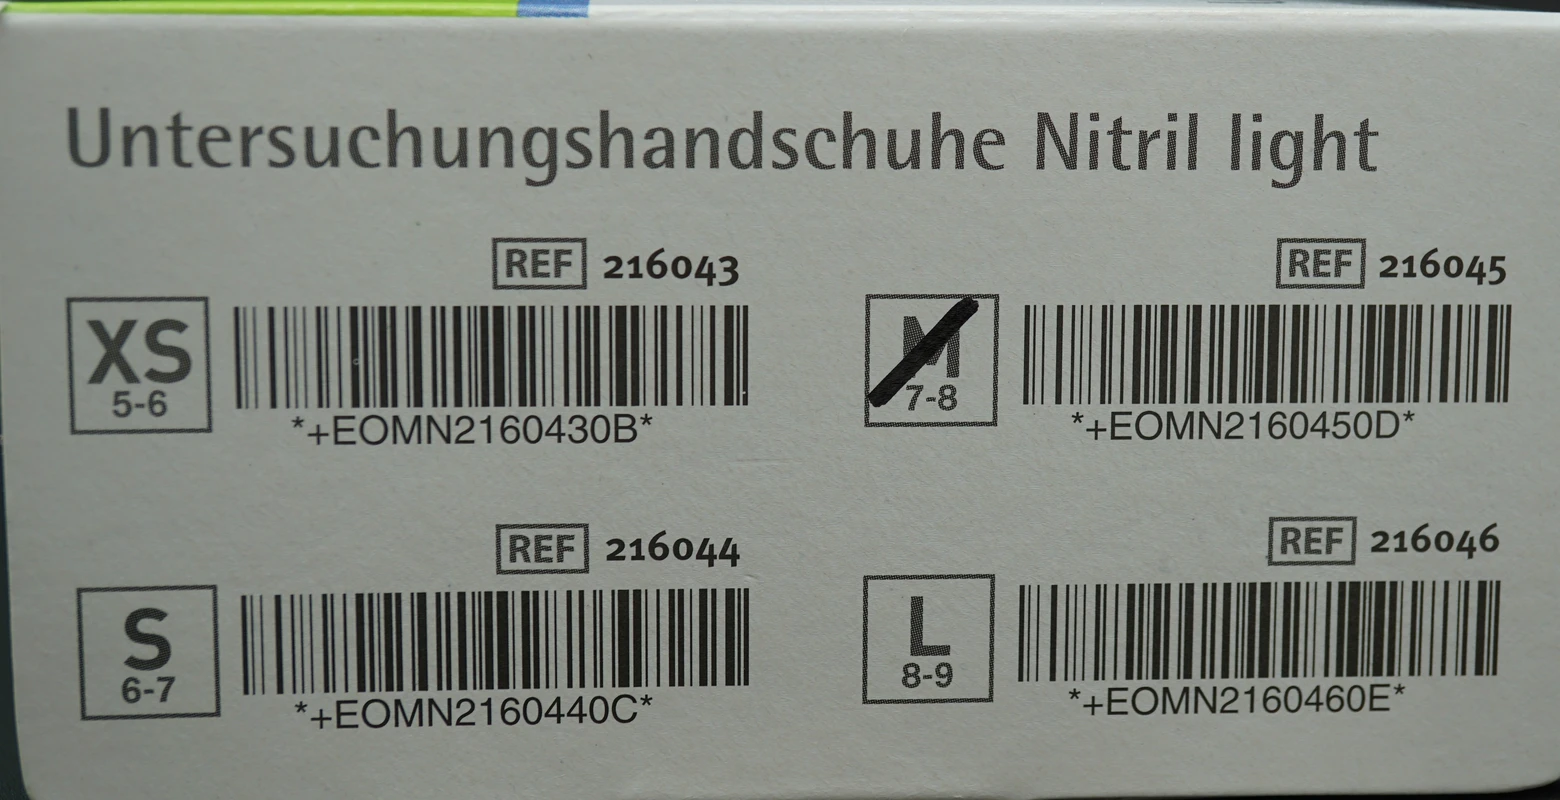 Untersuchungshandschuhe Nitril light
REF 216043
XS
5-6
*+EOMN2160430B*
REF 216045
M
7-8
*+EOMN2160450D*
REF 216044
S
6-7
*+EOMN2160440C*
REF 216046
L
8-9
*+EOMN2160460E*